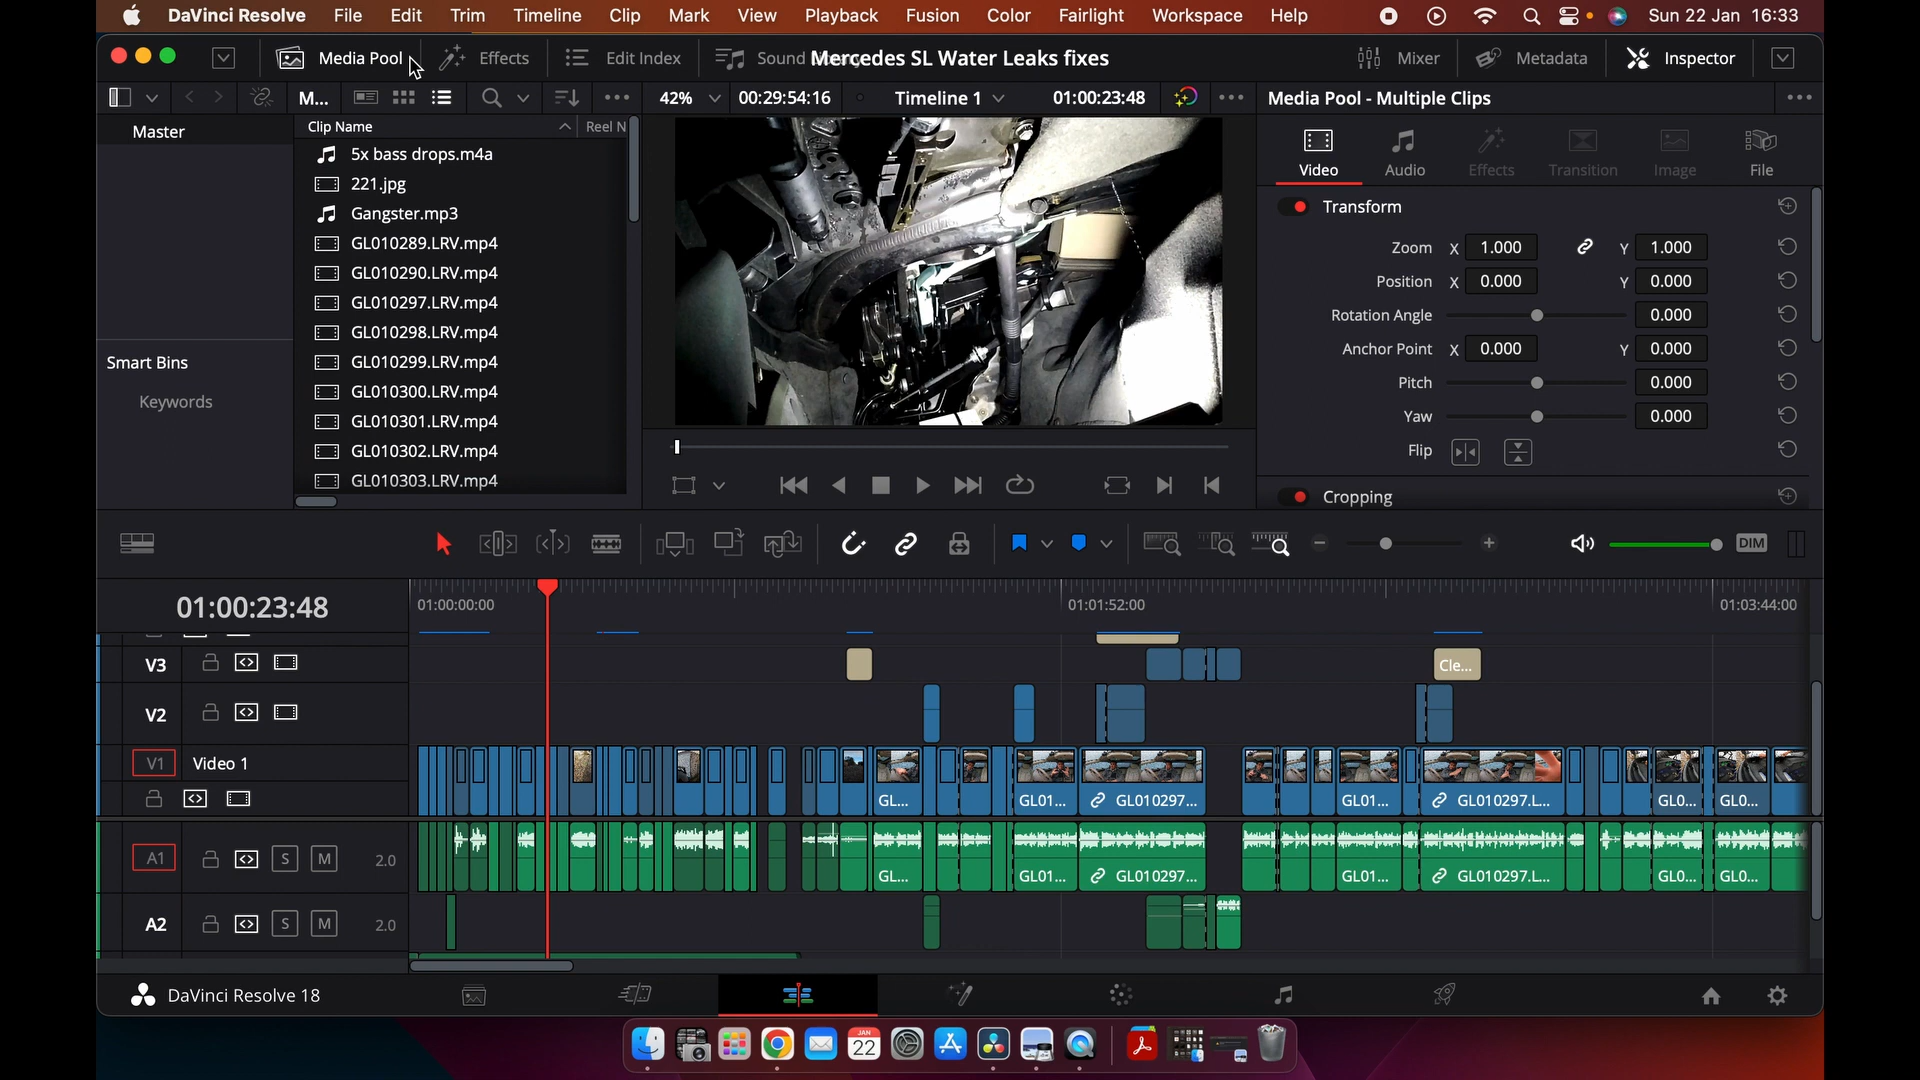 DaVinci Resolve File Edit Trim Timeline Clip Mark View Playback Fusion Color Fairlight Workspace Help Sun 22 Jan 16:33
Media Pool Effects Edit Index Sound Mercedes SL Water Leaks fixes Mixer Metadata Inspector
M... 42% 00:29:54:16 Timeline 1 01:00:23:48 Media Pool - Multiple Clips
Master
Smart Bins
Keywords
Clip Name Reel N
5x bass drops.m4a
221.jpg
Gangster.mp3
GL010289.LRV.mp4
GL010290.LRV.mp4
GL010297.LRV.mp4
GL010298.LRV.mp4
GL010299.LRV.mp4
GL010300.LRV.mp4
GL010301.LRV.mp4
GL010302.LRV.mp4
GL010303.LRV.mp4
Video Audio Effects Transition Image File
Transform
Zoom X 1.000 Y 1.000
Position X 0.000 Y 0.000
Rotation Angle 0.000
Anchor Point X 0.000 Y 0.000
Pitch 0.000
Yaw 0.000
Flip
Cropping
DIM
01:00:23:48 01:00:00:00 01:01:52:00 01:03:44:00
V3 Cle...
V2
V1 Video 1
GL... GL01... GL010297... GL01... GL010297.L... GL0... GL0...
A1 S M 2.0
GL... GL01... GL010297... GL01... GL010297.L... GL0... GL0...
A2 S M 2.0
DaVinci Resolve 18
JAN
22